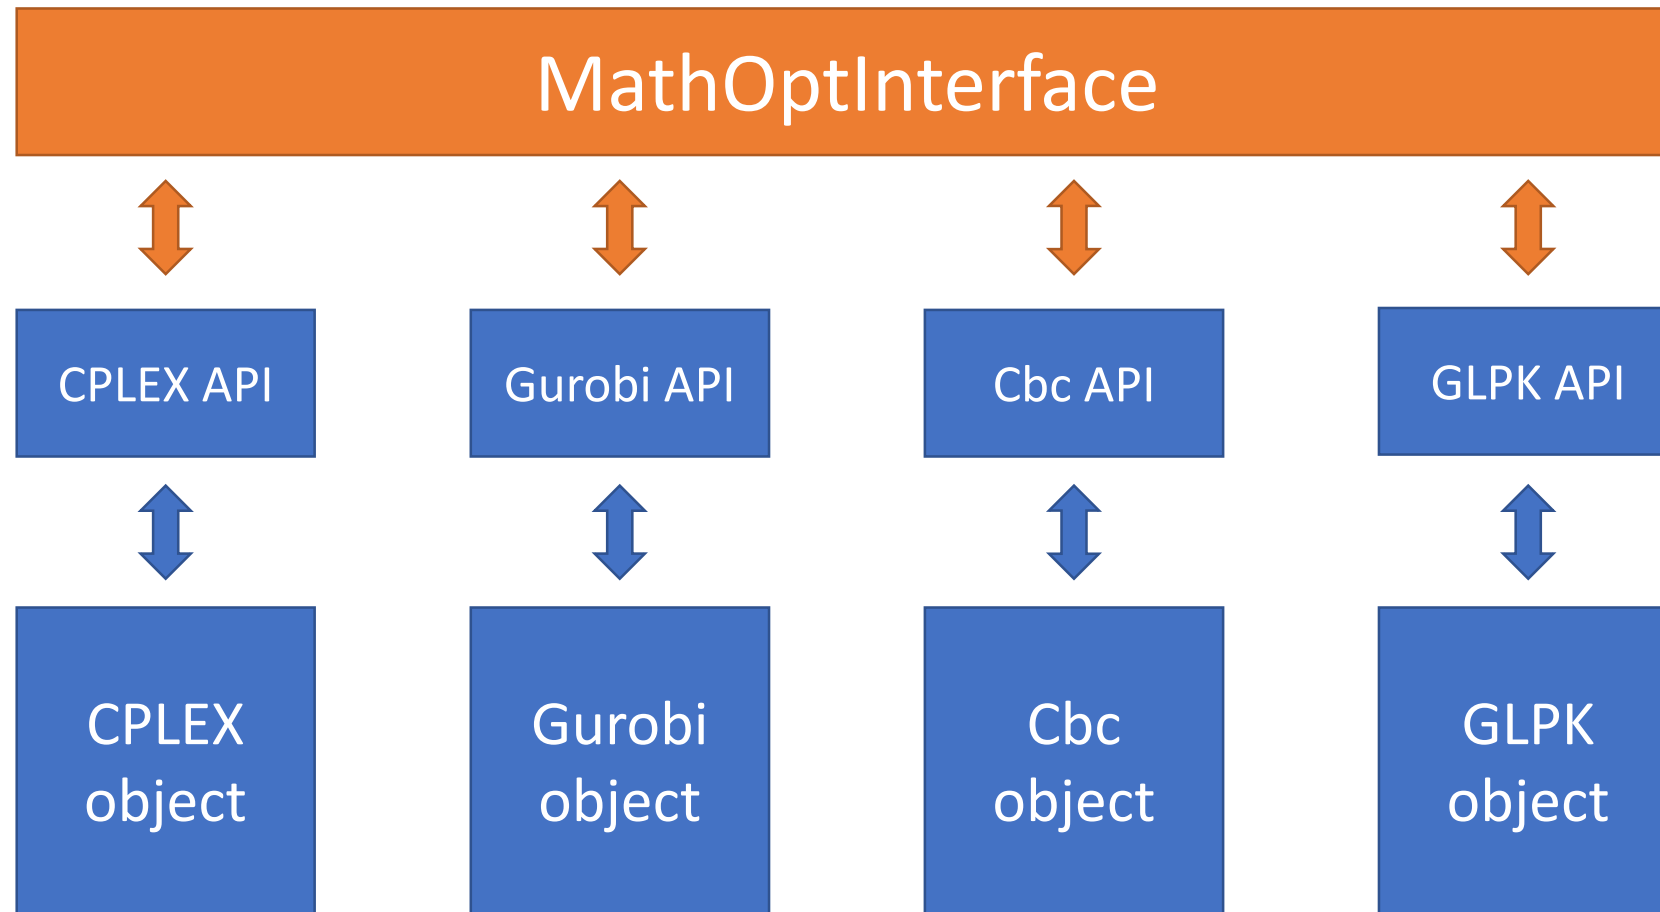 MathOptInterface
CPLEX API
Gurobi API
Cbc API
GLPK API
CPLEX
object
Gurobi
object
Cbc
object
GLPK
object